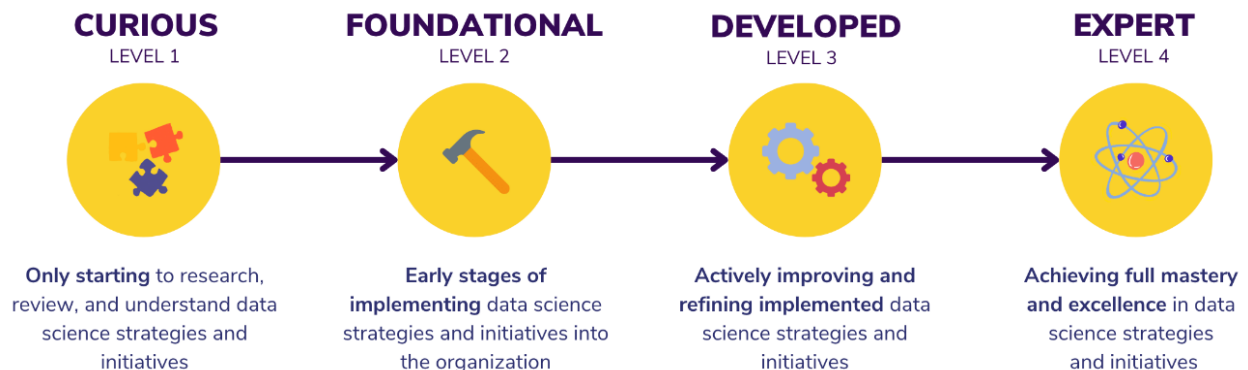 CURIOUS
LEVEL 1
Only starting to research,
review, and understand data
science strategies and
initiatives
FOUNDATIONAL
LEVEL 2
Early stages of
implementing data science
strategies and initiatives into
the organization
DEVELOPED
LEVEL 3
Actively improving and
refining implemented data
science strategies and
initiatives
EXPERT
LEVEL 4
Achieving full mastery
and excellence in data
science strategies
and initiatives